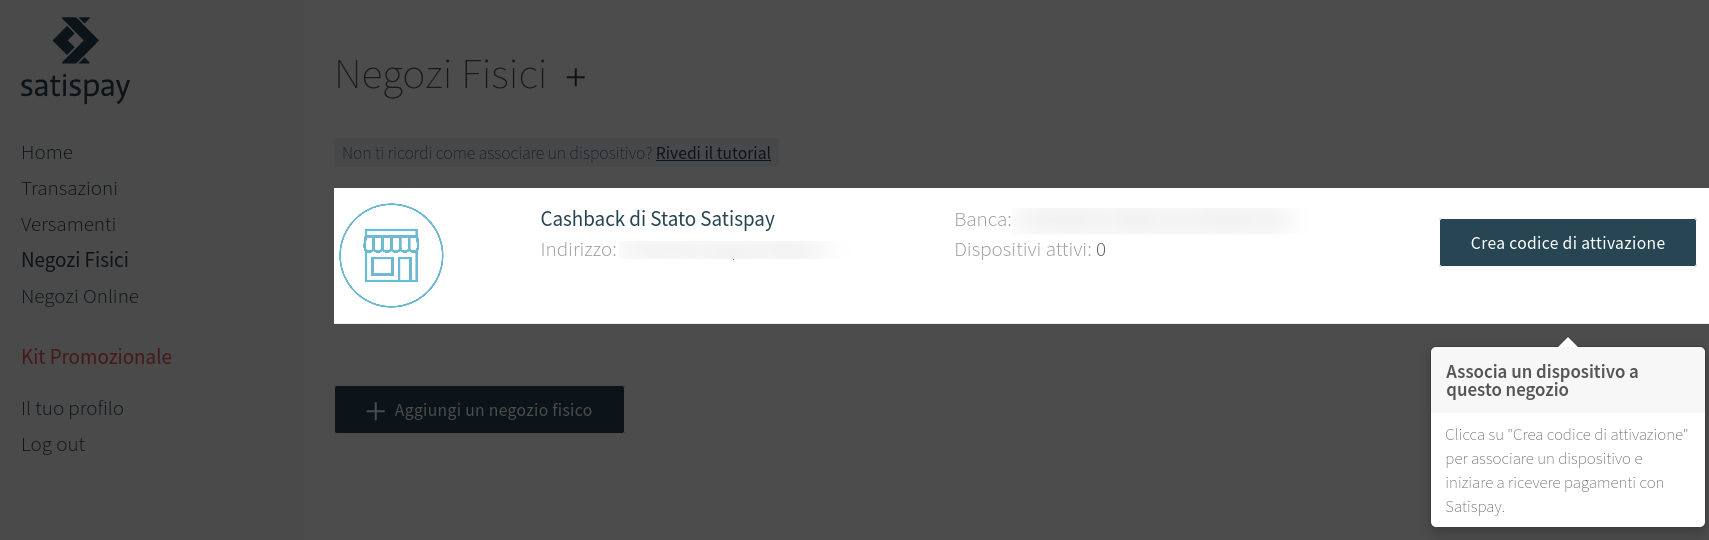 satispay
Home
Transazioni
Versamenti
Negozi Fisici
Negozi Online
Kit Promozionale
Il tuo profilo
Log out
Negozi Fisici +
Non ti ricordi come associare un dispositivo? Rivedi il tutorial
Cashback di Stato Satispay
Indirizzo:
Banca:
Dispositivi attivi: 0
Crea codice di attivazione
+ Aggiungi un negozio fisico
Associa un dispositivo a
questo negozio
Clicca su "Crea codice di attivazione"
per associare un dispositivo e
iniziare a ricevere pagamenti con
Satispay.